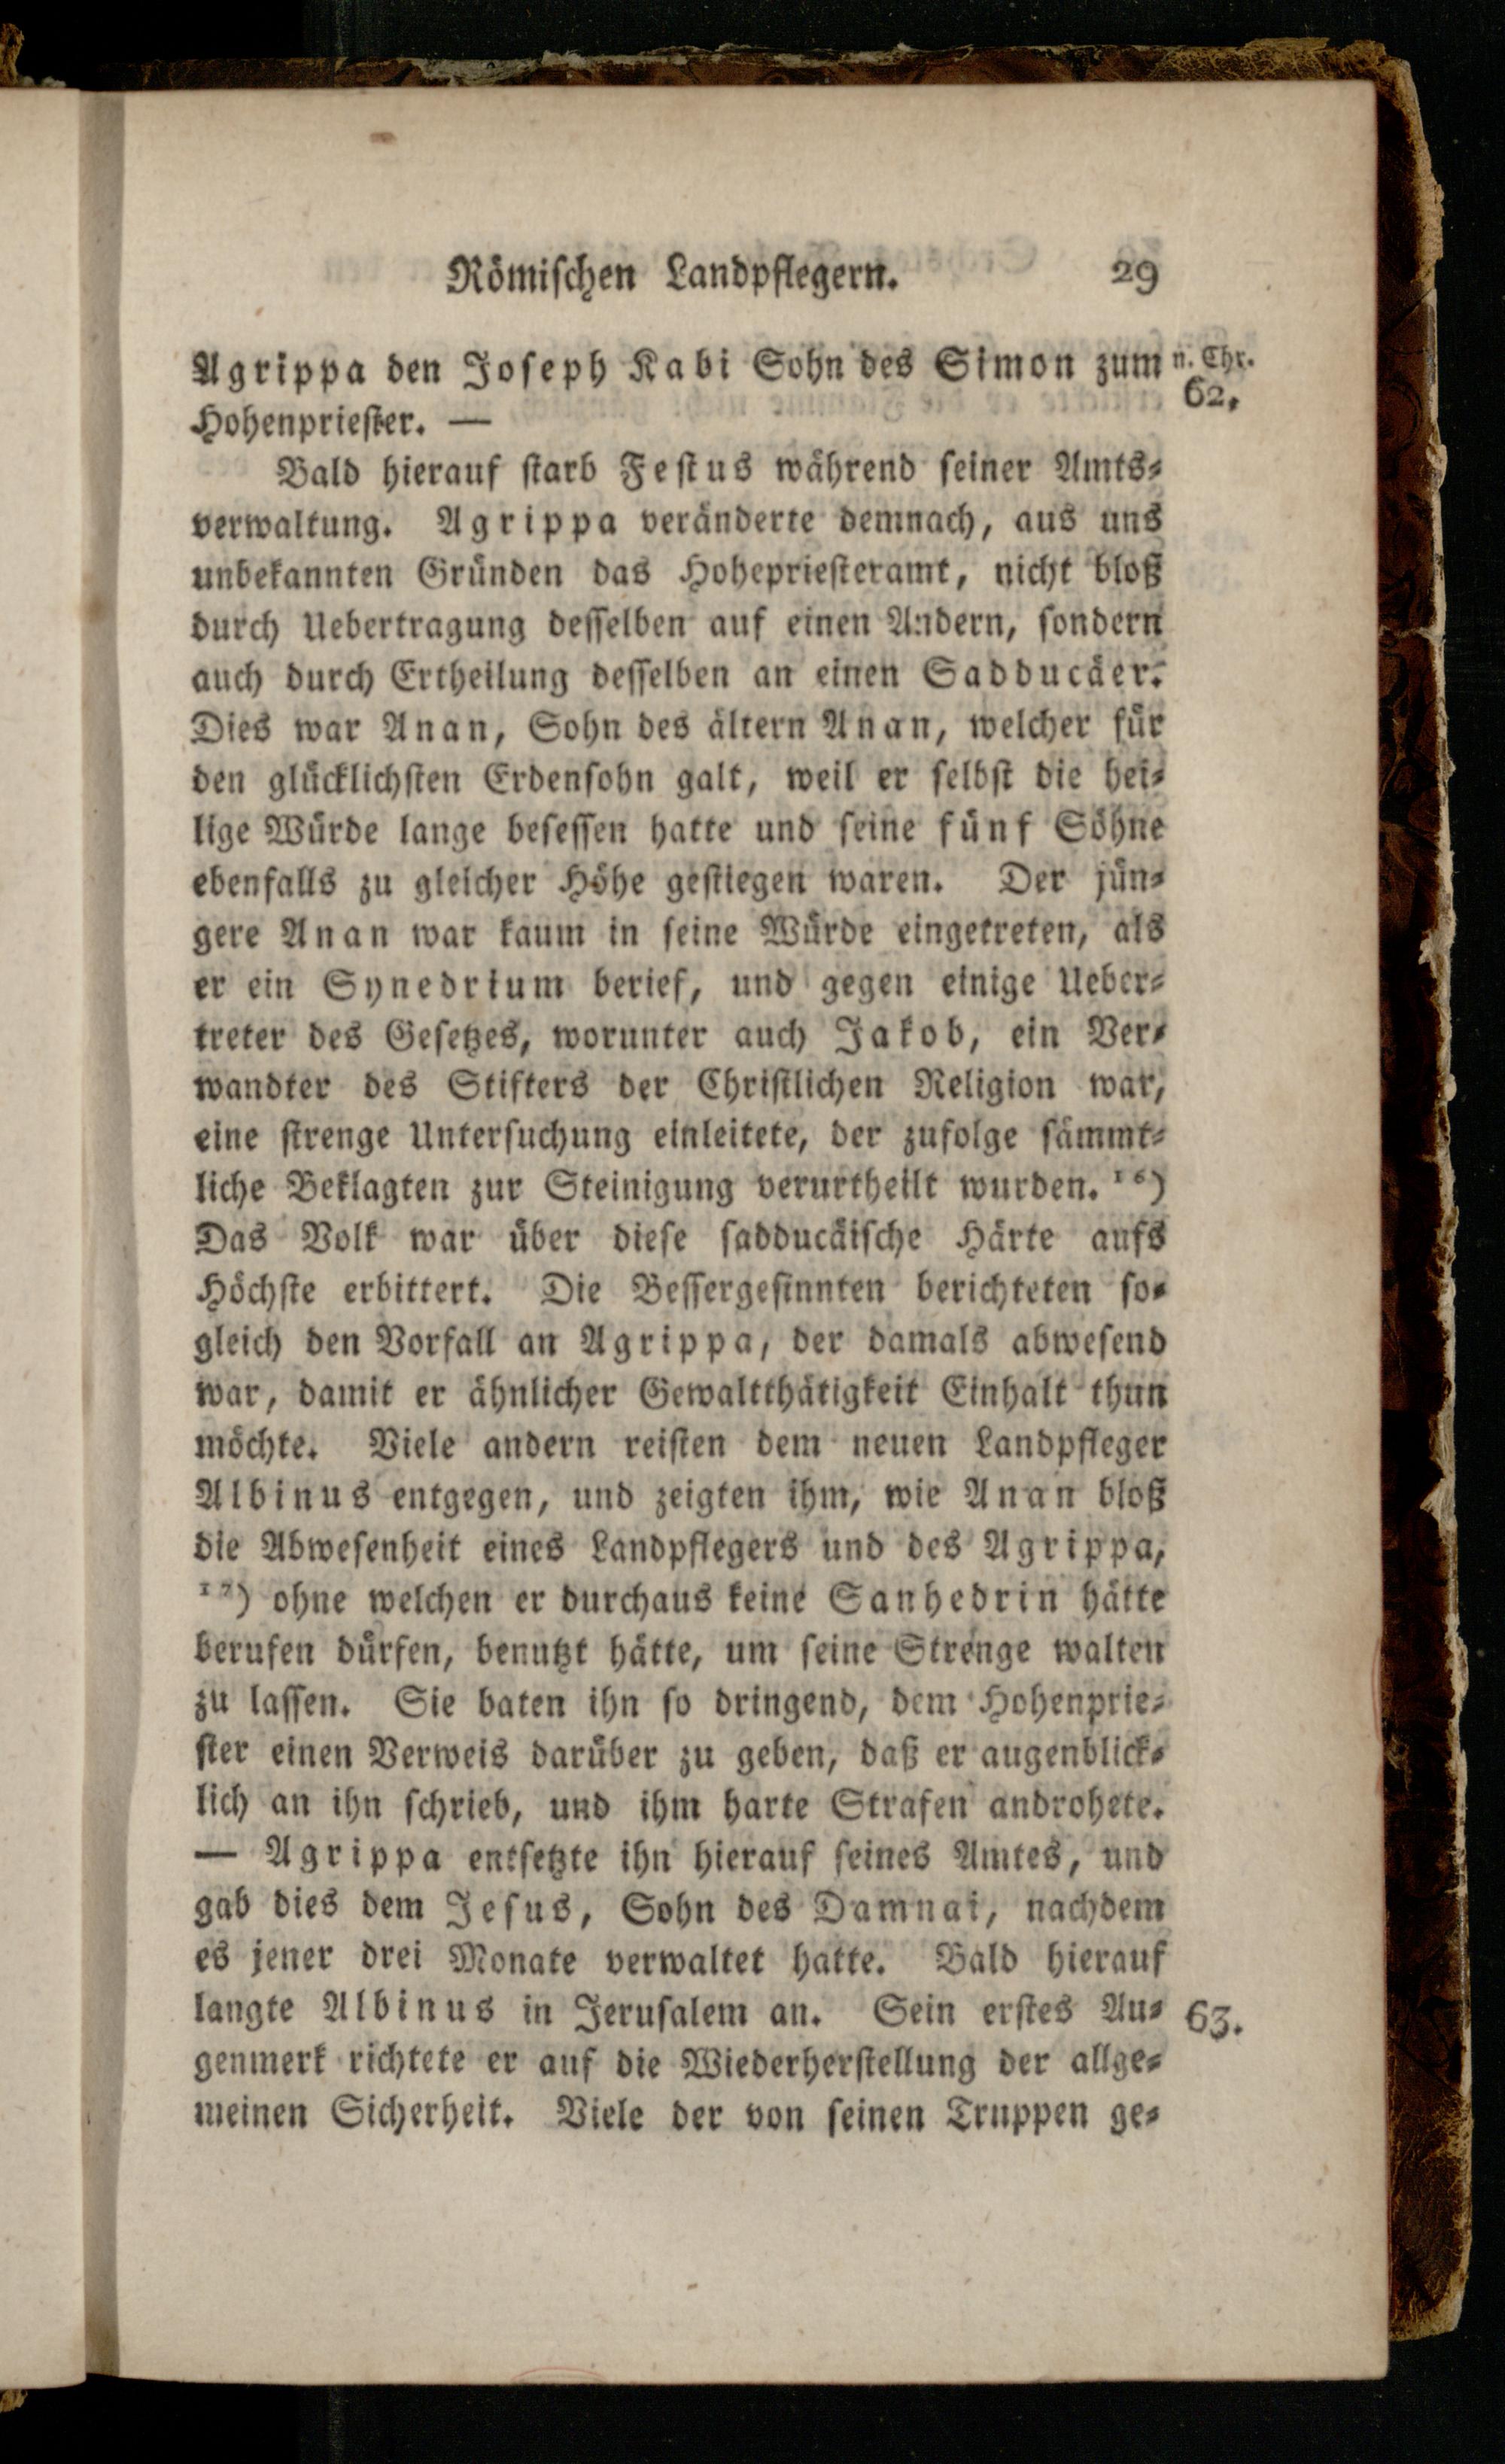 Römischen Landpflegern. 29
Agrippa den Joseph Kabi Sohn des Simon zum n. Chr.
62.
Hohenpriester. —
Bald hierauf starb Festus während seiner Amts-
verwaltung. Agrippa veränderte demnach, aus uns
unbekannten Gründen das Hohepriesteramt, nicht bloß
durch Uebertragung desselben auf einen Andern, sondern
auch durch Ertheilung desselben an einen Sadducäer.
Dies war Anan, Sohn des ältern Anan, welcher für
den glücklichsten Erdensohn galt, weil er selbst die hei-
lige Würde lange besessen hatte und seine fünf Söhne
ebenfalls zu gleicher Höhe gestiegen waren. Der jün-
gere Anan war kaum in seine Würde eingetreten, als
er ein Synedrium berief, und gegen einige Ueber-
treter des Gesetzes, worunter auch Jakob, ein Ver-
wandter des Stifters der Christlichen Religion war,
eine strenge Untersuchung einleitete, der zufolge sämmt-
liche Beklagten zur Steinigung verurtheilt wurden. ¹⁶)
Das Volk war über diese sadducäische Härte aufs
Höchste erbittert. Die Bessergesinnten berichteten so-
gleich den Vorfall an Agrippa, der damals abwesend
war, damit er ähnlicher Gewaltthätigkeit Einhalt thun
möchte. Viele andern reisten dem neuen Landpfleger
Albinus entgegen, und zeigten ihm, wie Anan bloß
die Abwesenheit eines Landpflegers und des Agrippa,
¹⁷) ohne welchen er durchaus keine Sanhedrin hätte
berufen dürfen, benutzt hätte, um seine Strenge walten
zu lassen. Sie baten ihn so dringend, dem Hohenprie-
ster einen Verweis darüber zu geben, daß er augenblick-
lich an ihn schrieb, und ihm harte Strafen androhete.
— Agrippa entsetzte ihn hierauf seines Amtes, und
gab dies dem Jesus, Sohn des Damnai, nachdem
es jener drei Monate verwaltet hatte. Bald hierauf
langte Albinus in Jerusalem an. Sein erstes Au- 63.
genmerk richtete er auf die Wiederherstellung der allge-
meinen Sicherheit. Viele der von seinen Truppen ge-